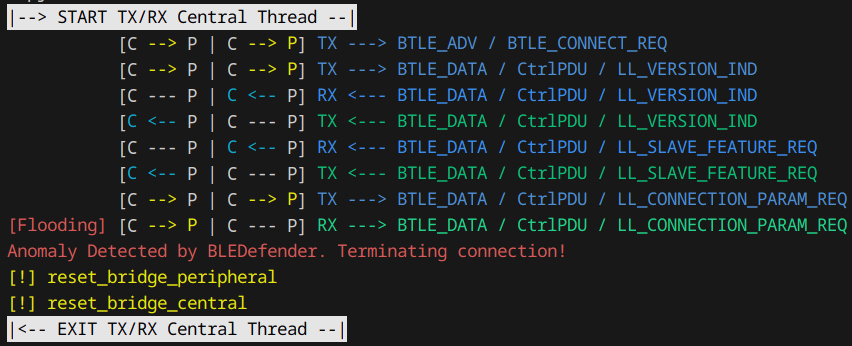 |--> START TX/RX Central Thread --|
[C --> P | C --> P] TX ---> BTLE_ADV / BTLE_CONNECT_REQ
[C --> P | C --> P] TX ---> BTLE_DATA / CtrlPDU / LL_VERSION_IND
[C --- P | C <-- P] RX <--- BTLE_DATA / CtrlPDU / LL_VERSION_IND
[C <-- P | C --- P] TX <--- BTLE_DATA / CtrlPDU / LL_VERSION_IND
[C --- P | C <-- P] RX <--- BTLE_DATA / CtrlPDU / LL_SLAVE_FEATURE_REQ
[C <-- P | C --- P] TX <--- BTLE_DATA / CtrlPDU / LL_SLAVE_FEATURE_REQ
[C --> P | C --> P] TX ---> BTLE_DATA / CtrlPDU / LL_CONNECTION_PARAM_REQ
[Flooding] [C --> P | C --- P] RX ---> BTLE_DATA / CtrlPDU / LL_CONNECTION_PARAM_REQ
Anomaly Detected by BLEDefender. Terminating connection!
[!] reset_bridge_peripheral
[!] reset_bridge_central
|<-- EXIT TX/RX Central Thread --|